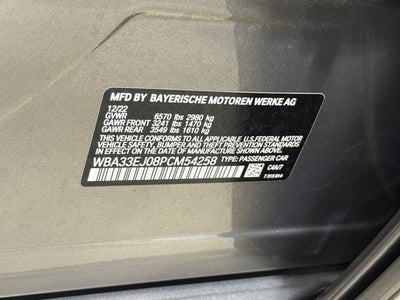 MFD BY BAYERISCHE MOTOREN WERKE AG
12/22
GVWR 6570 lbs 2980 kg
GAWR FRONT 3241 lbs 1470 kg
GAWR REAR 3549 lbs 1610 kg
THIS VEHICLE CONFORMS TO ALL APPLICABLE U.S. FEDERAL MOTOR
VEHICLE SAFETY, BUMPER AND THEFT PREVENTION STANDARDS
IN EFFECT ON THE DATE OF MANUFACTURE SHOWN ABOVE.
WBA33EJ08PCM54258 TYPE: PASSENGER CAR
C4A/7